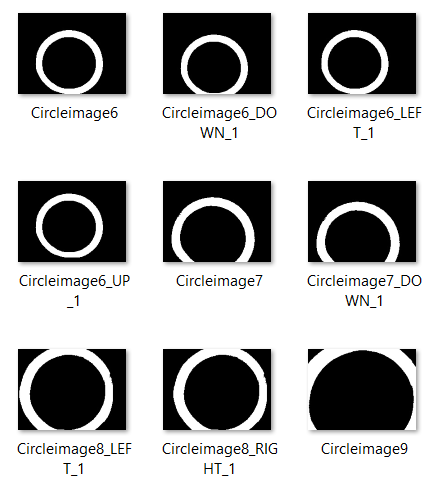 Circleimage6
Circleimage6_DO
WN_1
Circleimage6_LEF
T_1
Circleimage6_UP
_1
Circleimage7
Circleimage7_DO
WN_1
Circleimage8_LEF
T_1
Circleimage8_RIG
HT_1
Circleimage9